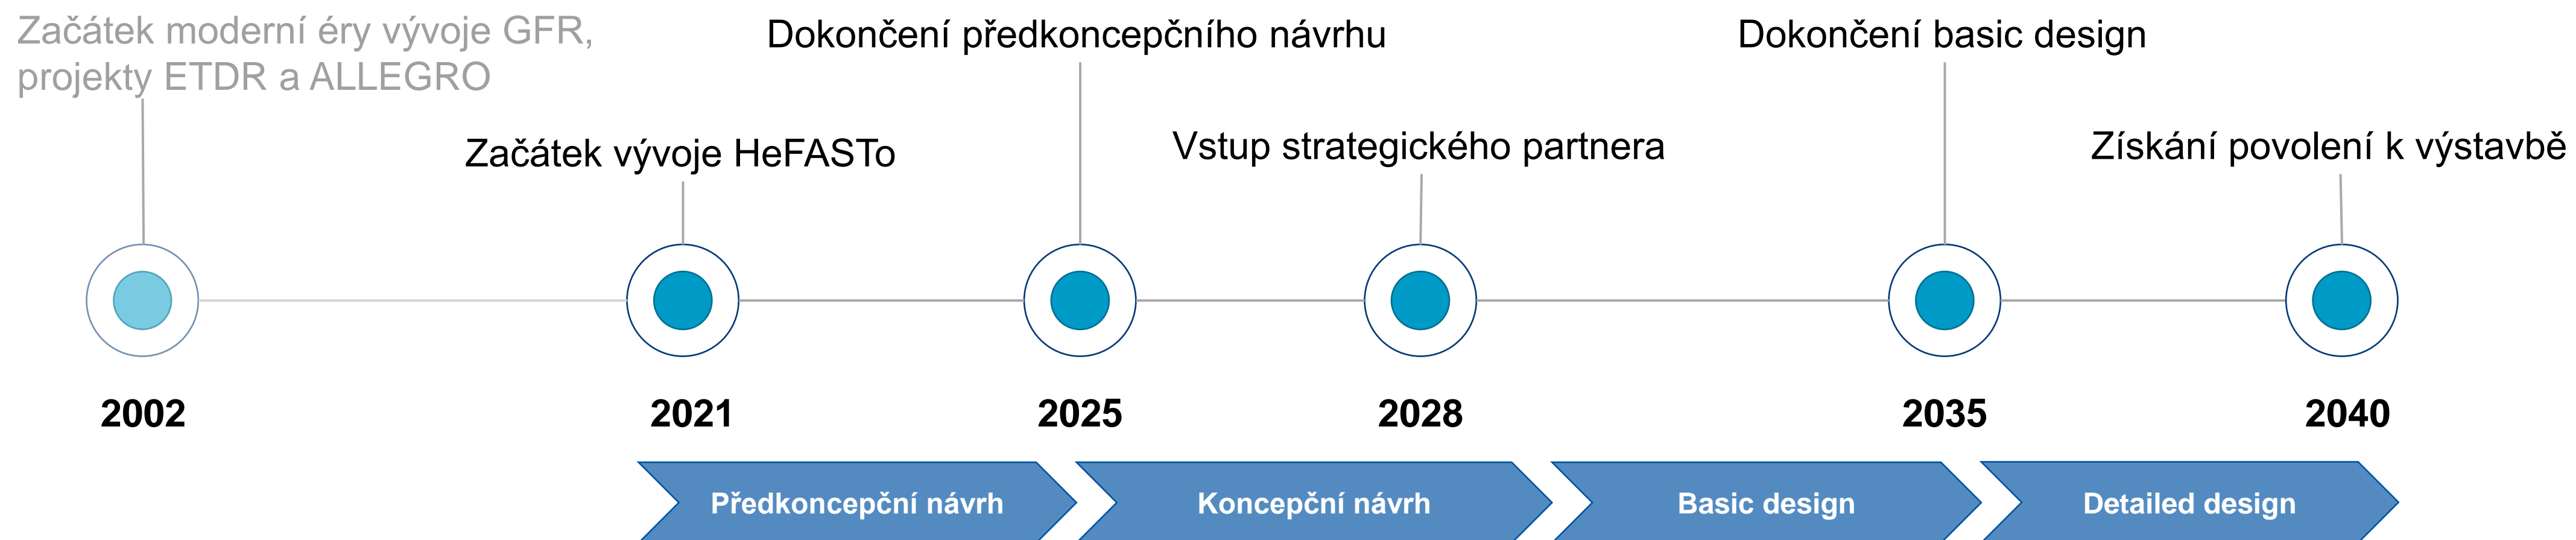 Začátek moderní éry vývoje GFR,
projekty ETDR a ALLEGRO
Začátek vývoje HeFASTo
Dokončení předkoncepčního návrhu
Vstup strategického partnera
Dokončení basic design
Získání povolení k výstavbě
2002
2021
2025
2028
2035
2040
Předkoncepční návrh
Koncepční návrh
Basic design
Detailed design